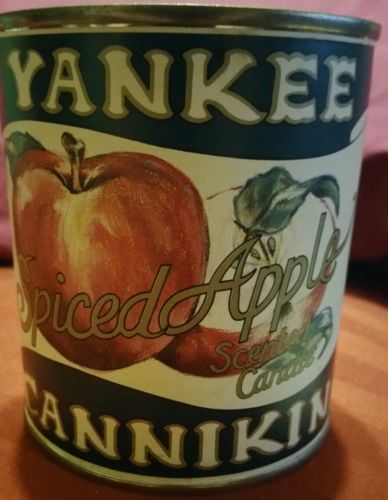 YANKEE
Spiced Apple
Scented
Candle
CANNIKIN